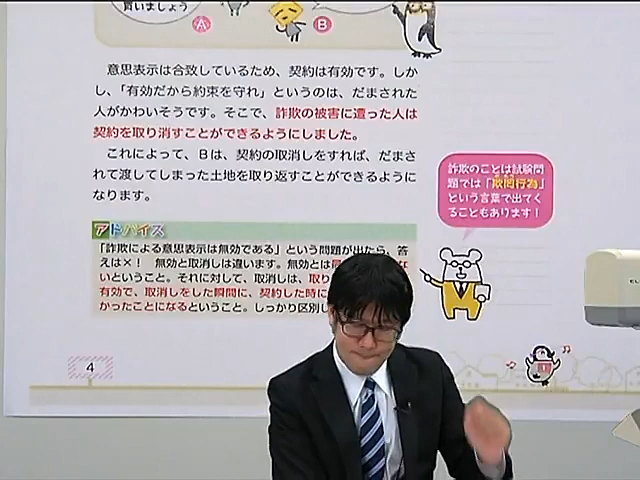 買いましょう
A
B
意思表示は合致しているため、契約は有効です。しか
し、「有効だから約束を守れ」というのは、だまされた
人がかわいそうです。そこで、詐欺の被害に遭った人は
契約を取り消すことができるようにしました。
これによって、Bは、契約の取消しをすれば、だまさ
れて渡してしまった土地を取り返すことができるように
なります。
詐欺のことは試験問
題では「欺罔行為」
という言葉で出てく
ることもあります!
アドバイス
「詐欺による意思表示は無効である」という問題が出たら、答
えは×! 無効と取消しは違います。無効とは
いということ。それに対して、取消しは、取り
有効で、取消しをした瞬間に、契約した時に
かったことになるということ。しっかり区別し
4